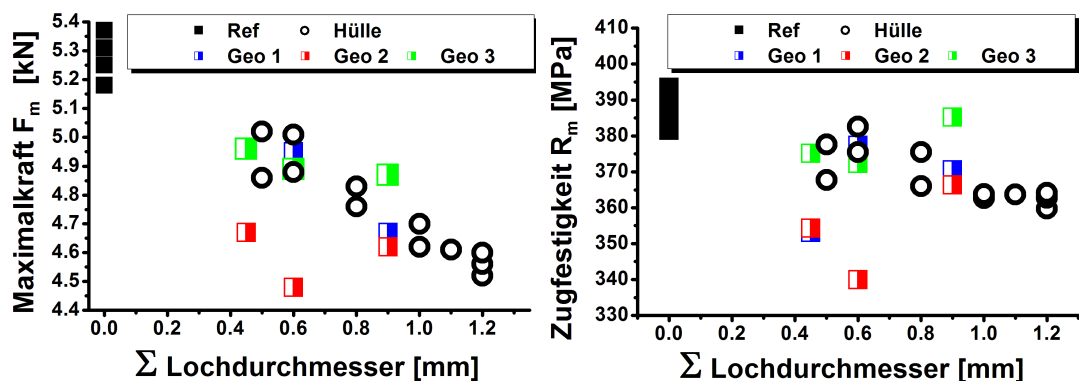 Ref Hülle
Geo 1 Geo 2 Geo 3
Maximalkraft Fm [kN]
5.4
5.3
5.2
5.1
5.0
4.9
4.8
4.7
4.6
4.5
4.4
0.0 0.2 0.4 0.6 0.8 1.0 1.2
Σ Lochdurchmesser [mm]
Ref Hülle
Geo 1 Geo 2 Geo 3
Zugfestigkeit Rm [MPa]
410
400
390
380
370
360
350
340
330
0.0 0.2 0.4 0.6 0.8 1.0 1.2
Σ Lochdurchmesser [mm]